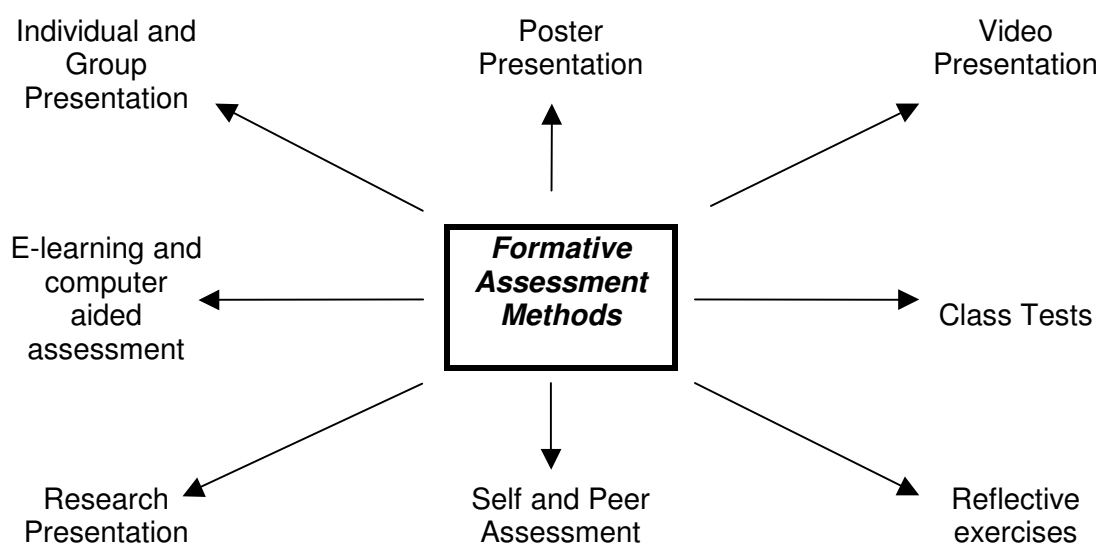 Individual and
Group
Presentation
Poster
Presentation
Video
Presentation
E-learning and
computer
aided
assessment
Formative
Assessment
Methods
Class Tests
Research
Presentation
Self and Peer
Assessment
Reflective
exercises